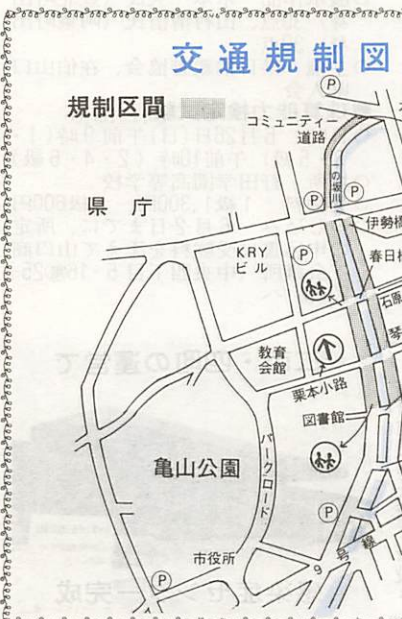 交通規制図
規制区間
Ⓟ
コミュニティー
道路
一の坂川
Ⓟ
県庁
伊勢橋
KRY
ビル
Ⓟ
春日橋
石原
教育
会館
琴
栗本小路
図書館
パークロード
亀山公園
Ⓟ
市役所
9号線
Ⓟ